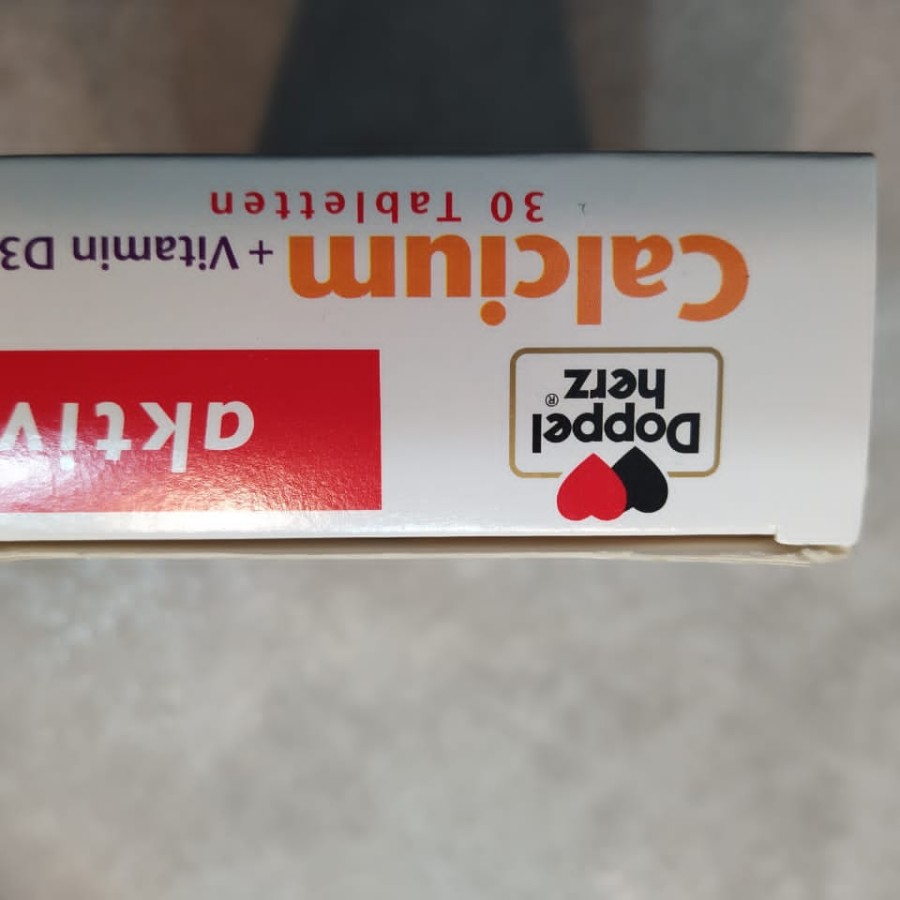 Doppel
herz®
aktiv
Calcium + Vitamin D3
30 Tabletten